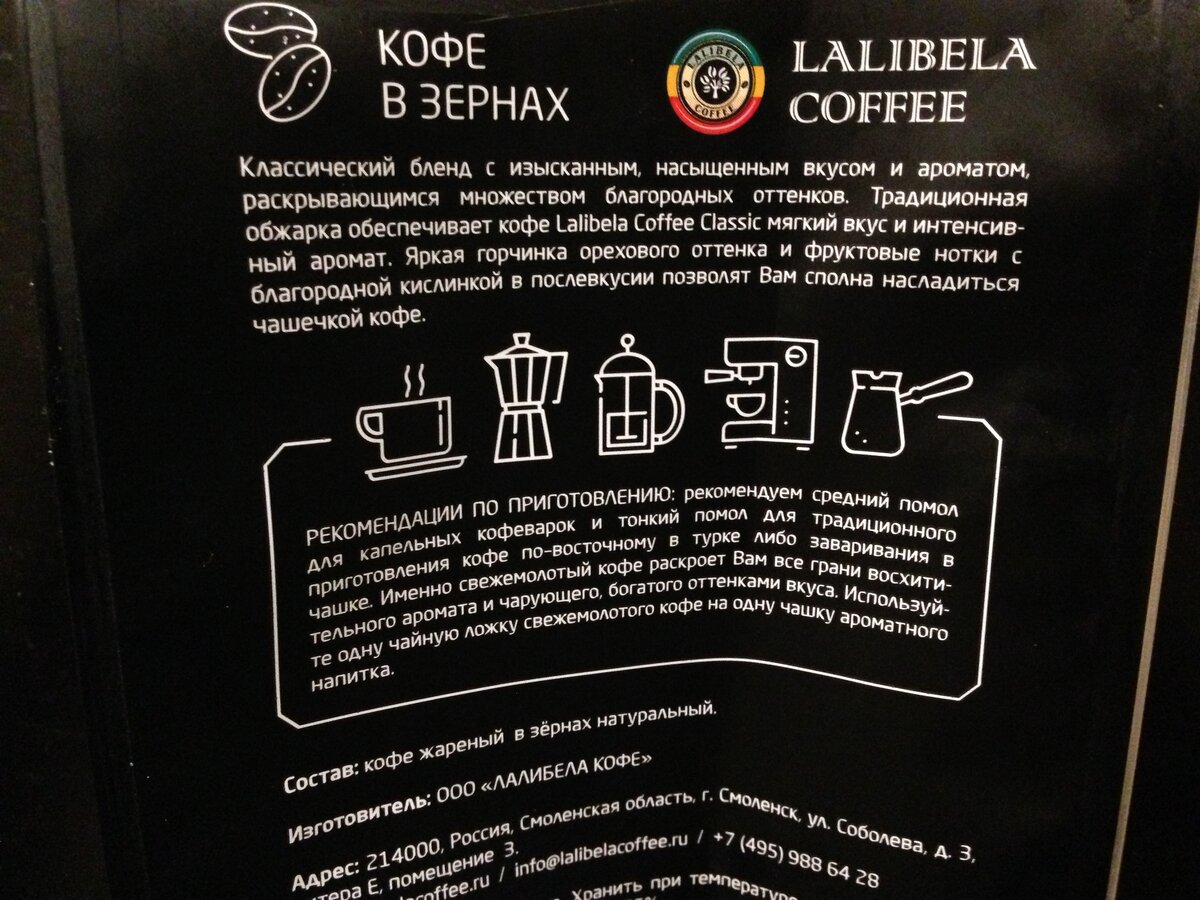 КОФЕ
В ЗЕРНАХ
LALIBELA
COFFEE
LALIBELA
COFFEE
Классический бленд с изысканным, насыщенным вкусом и ароматом,
раскрывающимся множеством благородных оттенков. Традиционная
обжарка обеспечивает кофе Lalibela Coffee Classic мягкий вкус и интенсив-
ный аромат. Яркая горчинка орехового оттенка и фруктовые нотки с
благородной кислинкой в послевкусии позволят Вам сполна насладиться
чашечкой кофе.
РЕКОМЕНДАЦИИ ПО ПРИГОТОВЛЕНИЮ: рекомендуем средний помол
для капельных кофеварок и тонкий помол для традиционного
приготовления кофе по-восточному в турке либо заваривания в
чашке. Именно свежемолотый кофе раскроет Вам все грани восхити-
тельного аромата и чарующего, богатого оттенками вкуса. Используй-
те одну чайную ложку свежемолотого кофе на одну чашку ароматного
напитка.
Состав: кофе жареный в зёрнах натуральный.
Изготовитель: ООО «ЛАЛИБЕЛА КОФЕ»
Адрес: 214000, Россия, Смоленская область, г. Смоленск, ул. Соболева, д. 3,
Е, помещение 3.
/ info@lalibelacoffee.ru / +7 (495) 988 64 28
Хранить при температуре